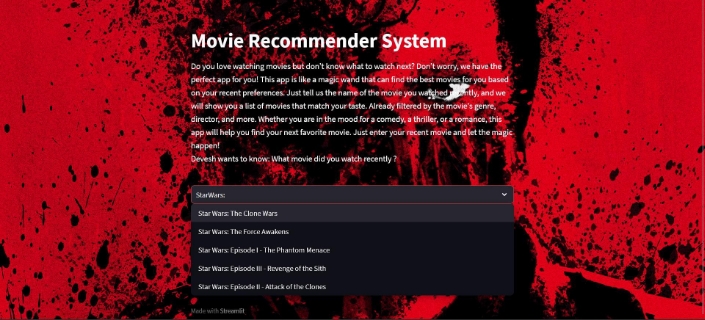 Movie Recommender System
Do you love watching movies but don't know what to watch next? Don't worry, we have the
perfect app for you! This app is like a magic wand that can find the best movies for you based
on your recent preferences. Just tell us the name of the movie you watched recently, and we
will show you a list of movies that match your taste. Already filtered by the movie's genre,
director, and more. Whether you are in the mood for a comedy, a thriller, or a romance, this
app will help you find your next favorite movie. Just enter your recent movie and let the magic
happen!
Devesh wants to know: What movie did you watch recently ?
StarWars:
Star Wars: The Clone Wars
Star Wars: The Force Awakens
Star Wars: Episode I - The Phantom Menace
Star Wars: Episode III - Revenge of the Sith
Star Wars: Episode II - Attack of the Clones
Made with Streamlit